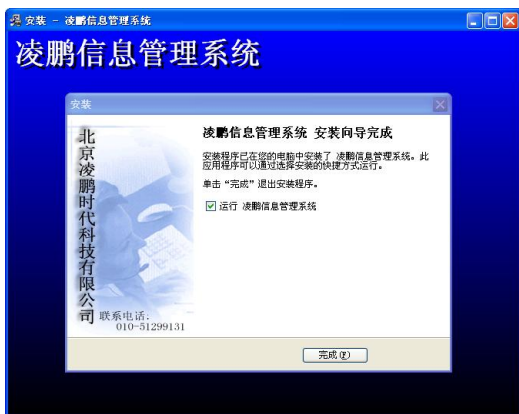 安装 - 凌鹏信息管理系统
凌鹏信息管理系统
安装
北京凌鹏时代科技有限公司
联系电话:
010-51299131
凌鹏信息管理系统 安装向导完成
安装程序已在您的电脑中安装了 凌鹏信息管理系统。此
应用程序可以通过选择安装的快捷方式运行。
单击“完成”退出安装程序。
运行 凌鹏信息管理系统
完成(F)